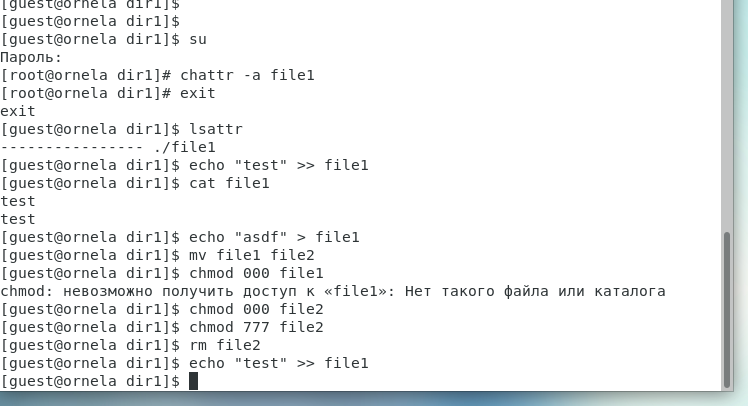 [guest@ornela dir1]$
[guest@ornela dir1]$
[guest@ornela dir1]$ su
Пароль:
[root@ornela dir1]# chattr -a file1
[root@ornela dir1]# exit
exit
[guest@ornela dir1]$ lsattr
---------------- ./file1
[guest@ornela dir1]$ echo "test" >> file1
[guest@ornela dir1]$ cat file1
test
test
[guest@ornela dir1]$ echo "asdf" > file1
[guest@ornela dir1]$ mv file1 file2
[guest@ornela dir1]$ chmod 000 file1
chmod: невозможно получить доступ к «file1»: Нет такого файла или каталога
[guest@ornela dir1]$ chmod 000 file2
[guest@ornela dir1]$ chmod 777 file2
[guest@ornela dir1]$ rm file2
[guest@ornela dir1]$ echo "test" >> file1
[guest@ornela dir1]$